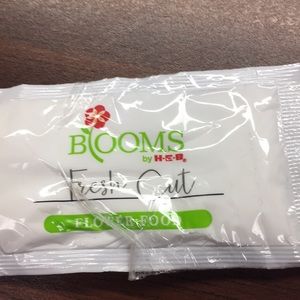 BLOOMS
by H-E-B®
Fresh Cut
FLOWER FOOD